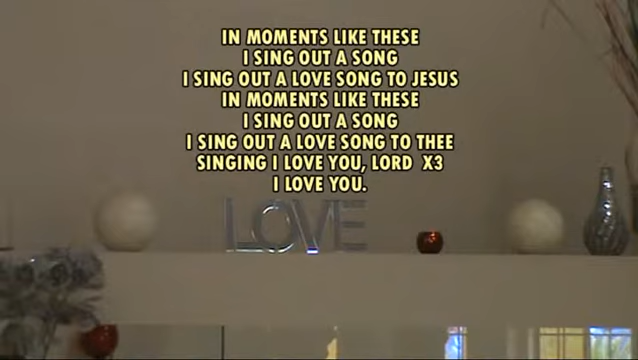 IN MOMENTS LIKE THESE
I SING OUT A SONG
I SING OUT A LOVE SONG TO JESUS
IN MOMENTS LIKE THESE
I SING OUT A SONG
I SING OUT A LOVE SONG TO THEE
SINGING I LOVE YOU, LORD X3
I LOVE YOU.
LOVE